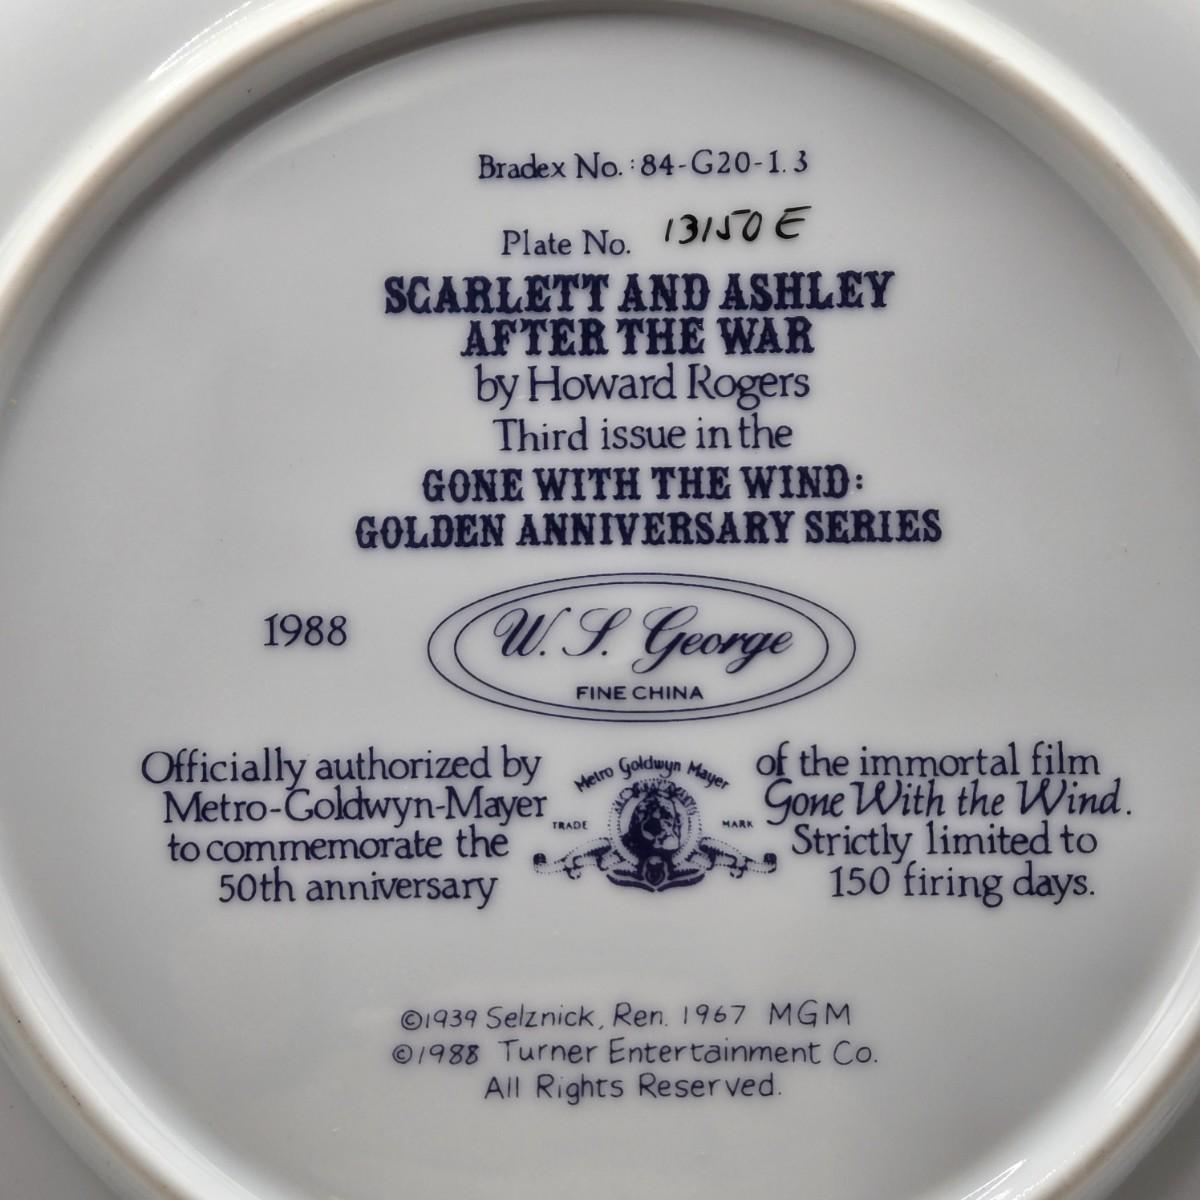 Bradex No.: 84-G20-1.3
Plate No. 13150E
SCARLETT AND ASHLEY
AFTER THE WAR
by Howard Rogers
Third issue in the
GONE WITH THE WIND:
GOLDEN ANNIVERSARY SERIES
1988
W. S. George
FINE CHINA
Officially authorized by
Metro-Goldwyn-Mayer
to commemorate the
50th anniversary
Metro Goldwyn Mayer
TRADE MARK
of the immortal film
Gone With the Wind.
Strictly limited to
150 firing days.
©1939 Selznick, Ren. 1967 MGM
©1988 Turner Entertainment Co.
All Rights Reserved.